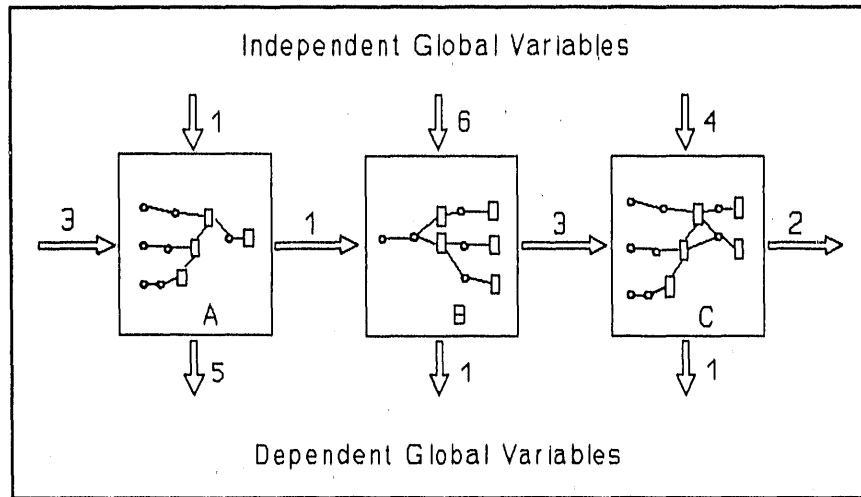 Independent Global Variables
1 6 4
3 1 3 2
A B C
5 1 1
Dependent Global Variables